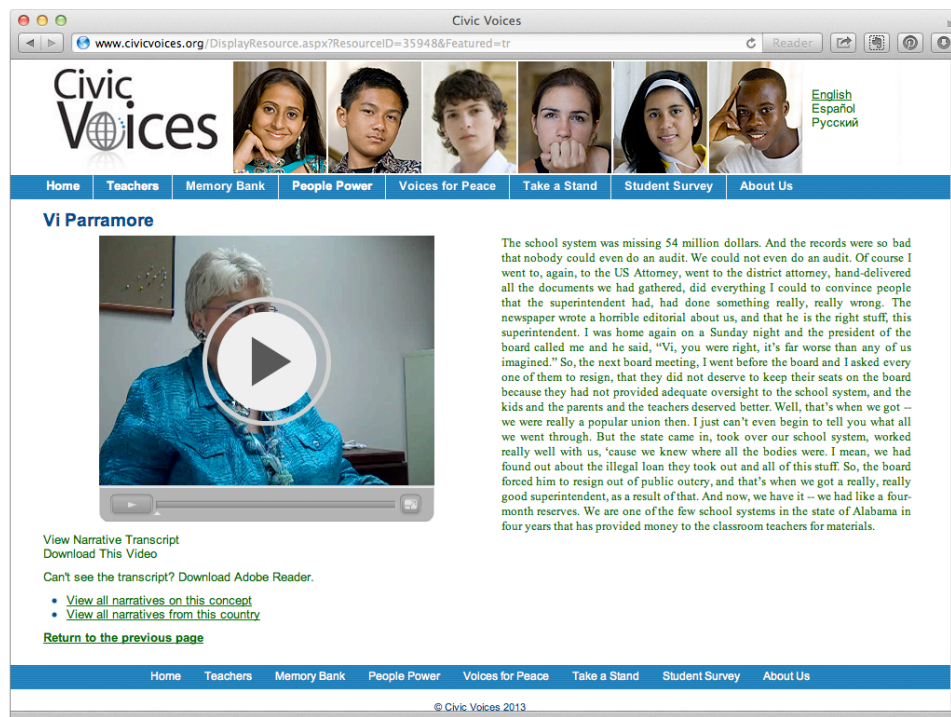 Civic Voices
www.civicvoices.org/DisplayResource.aspx?ResourceID=35948&Featured=tr
Reader
Civic
Voices
English
Español
Русский
Home
Teachers
Memory Bank
People Power
Voices for Peace
Take a Stand
Student Survey
About Us
Vi Parramore
The school system was missing 54 million dollars. And the records were so bad
that nobody could even do an audit. We could not even do an audit. Of course I
went to, again, to the US Attorney, went to the district attorney, hand-delivered
all the documents we had gathered, did everything I could to convince people
that the superintendent had, had done something really, really wrong. The
newspaper wrote a horrible editorial about us, and that he is the right stuff, this
superintendent. I was home again on a Sunday night and the president of the
board called me and he said, “Vi, you were right, it’s far worse than any of us
imagined.” So, the next board meeting, I went before the board and I asked every
one of them to resign, that they did not deserve to keep their seats on the board
because they had not provided adequate oversight to the school system, and the
kids and the parents and the teachers deserved better. Well, that’s when we got --
we were really a popular union then. I just can’t even begin to tell you what all
we went through. But the state came in, took over our school system, worked
really well with us, ‘cause we knew where all the bodies were. I mean, we had
found out about the illegal loan they took out and all of this stuff. So, the board
forced him to resign out of public outcry, and that’s when we got a really, really
good superintendent, as a result of that. And now, we have it -- we had like a four-
month reserves. We are one of the few school systems in the state of Alabama in
four years that has provided money to the classroom teachers for materials.
View Narrative Transcript
Download This Video
Can't see the transcript? Download Adobe Reader.
View all narratives on this concept
View all narratives from this country
Return to the previous page
Home
Teachers
Memory Bank
People Power
Voices for Peace
Take a Stand
Student Survey
About Us
© Civic Voices 2013